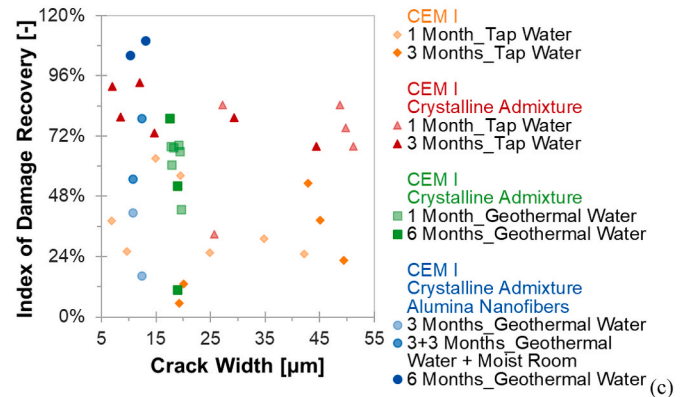 120%
96%
72%
48%
24%
0%
Index of Damage Recovery [-]
5
15
25
35
45
55
Crack Width [µm]
CEM I
1 Month_Tap Water
3 Months_Tap Water
CEM I
Crystalline Admixture
1 Month_Tap Water
3 Months_Tap Water
CEM I
Crystalline Admixture
1 Month_Geothermal Water
6 Months_Geothermal Water
CEM I
Crystalline Admixture
Alumina Nanofibers
3 Months_Geothermal Water
3+3 Months_Geothermal
Water + Moist Room
6 Months_Geothermal Water
(c)